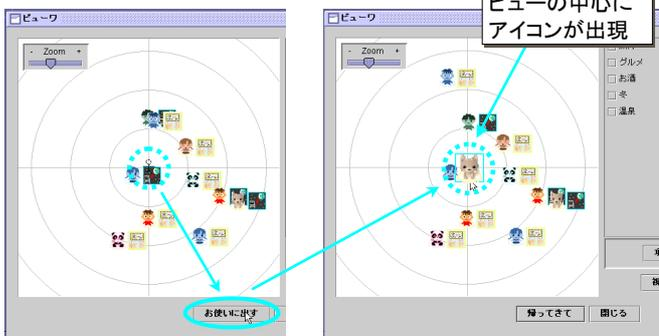 ビューワ
- Zoom +
お使いに出す
ビューワ
- Zoom +
ビューの中心に
アイコンが出現
グルメ
お酒
冬
温泉
帰ってきて
閉じる